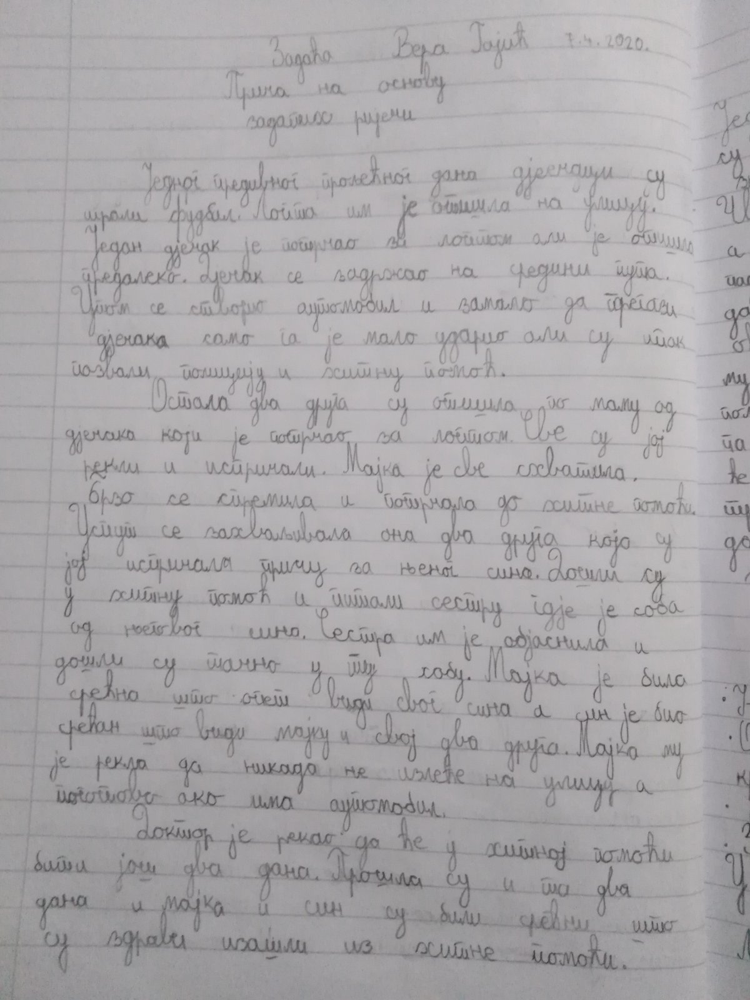 Задаћа Вера Гајић 7.4.2020.
Прича на основу
задатих ријечи
Једног предивног прољећног дана дјечаци су
играли фудбал. Лопта им је отишла на улицу.
Један дјечак је потрчао за лоптом али је отишла
предалеко. Дјечак се задржао на средини пута.
Утом се створио аутомобил и замало да прегази
дјечака само га је мало ударио али су ипак
позвали полицију и хитну помоћ.
Остала два друга су отишла по маму од
дјечака који је потрчао за лоптом. Све су јој
рекли и испричали. Мајка је све схватила.
Брзо се спремила и потрчала до хитне помоћи.
Успут се захваљивала она два друга која су
јој испричала причу за њеног сина. Дошли су
у хитну помоћ и питали сестру гдје је соба
од његовог сина. Сестра им је објаснила и
дошли су тачно у ту собу. Мајка је била
срећна што опет види свог сина а син је био
срећан што види мајку и свој два друга. Мајка му
је рекла да никада не излеће на улицу а
поготово ако има аутомобил.
Доктор је рекао да ће у хитној помоћи
бити још два дана. Прошла су и та два
дана и мајка и син су били срећни што
су здрави изашли из хитне помоћи.